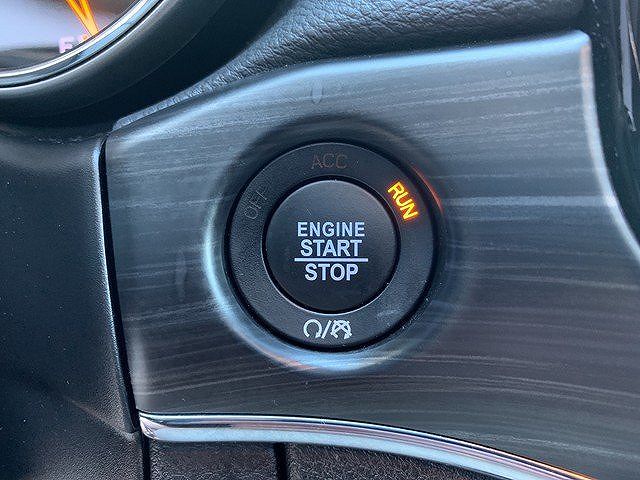 ACC
OFF
RUN
ENGINE
START
STOP